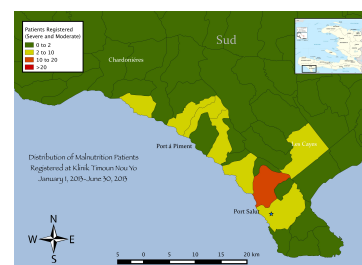 Patients Registered
(Severe and Moderate)
0 to 2
2 to 10
10 to 20
>20
Sud
Chardonnières
Les Cayes
Port à Piment
Distribution of Malnutrition Patients
Registered at Klinik Timoun Nou Yo
January 1, 2013-June 30, 2013
Port Salut
N
W
E
S
5 0 5 10 15 20 km